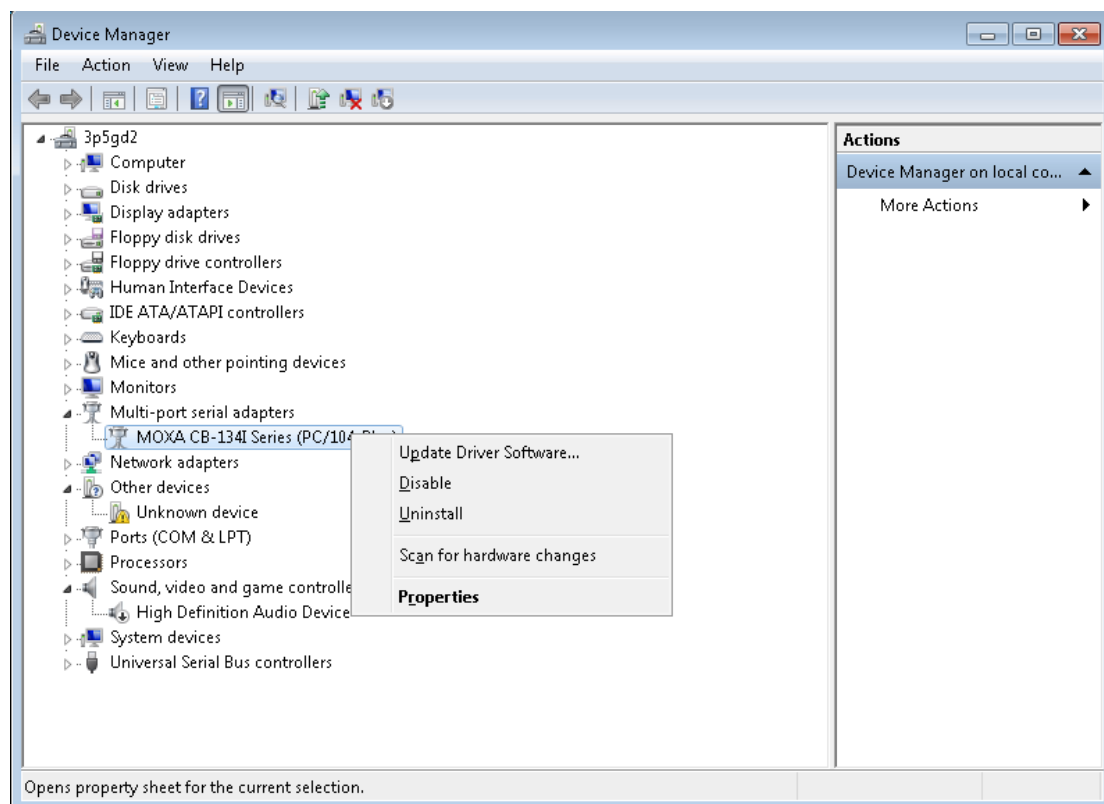 Device Manager
File Action View Help
3p5gd2
Computer
Disk drives
Display adapters
Floppy disk drives
Floppy drive controllers
Human Interface Devices
IDE ATA/ATAPI controllers
Keyboards
Mice and other pointing devices
Monitors
Multi-port serial adapters
MOXA CB-134I Series (PC/104
Network adapters
Other devices
Unknown device
Ports (COM & LPT)
Processors
Sound, video and game controlle
High Definition Audio Device
System devices
Universal Serial Bus controllers
Update Driver Software...
Disable
Uninstall
Scan for hardware changes
Properties
Actions
Device Manager on local co...
More Actions
Opens property sheet for the current selection.